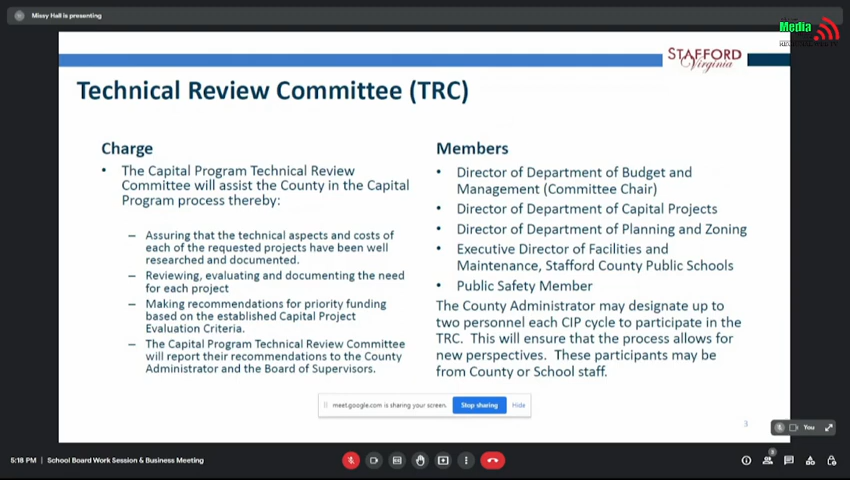 Missy Hall is presenting
Media
STAFFORD
Virginia
Technical Review Committee (TRC)
Charge
• The Capital Program Technical Review
Committee will assist the County in the Capital
Program process thereby:
– Assuring that the technical aspects and costs of
each of the requested projects have been well
researched and documented.
– Reviewing, evaluating and documenting the need
for each project
– Making recommendations for priority funding
based on the established Capital Project
Evaluation Criteria.
– The Capital Program Technical Review Committee
will report their recommendations to the County
Administrator and the Board of Supervisors.
Members
• Director of Department of Budget and
Management (Committee Chair)
• Director of Department of Capital Projects
• Director of Department of Planning and Zoning
• Executive Director of Facilities and
Maintenance, Stafford County Public Schools
• Public Safety Member
The County Administrator may designate up to
two personnel each CIP cycle to participate in the
TRC. This will ensure that the process allows for
new perspectives. These participants may be
from County or School staff.
meet.google.com is sharing your screen. Stop sharing Hide
3
You
5:18 PM | School Board Work Session & Business Meeting